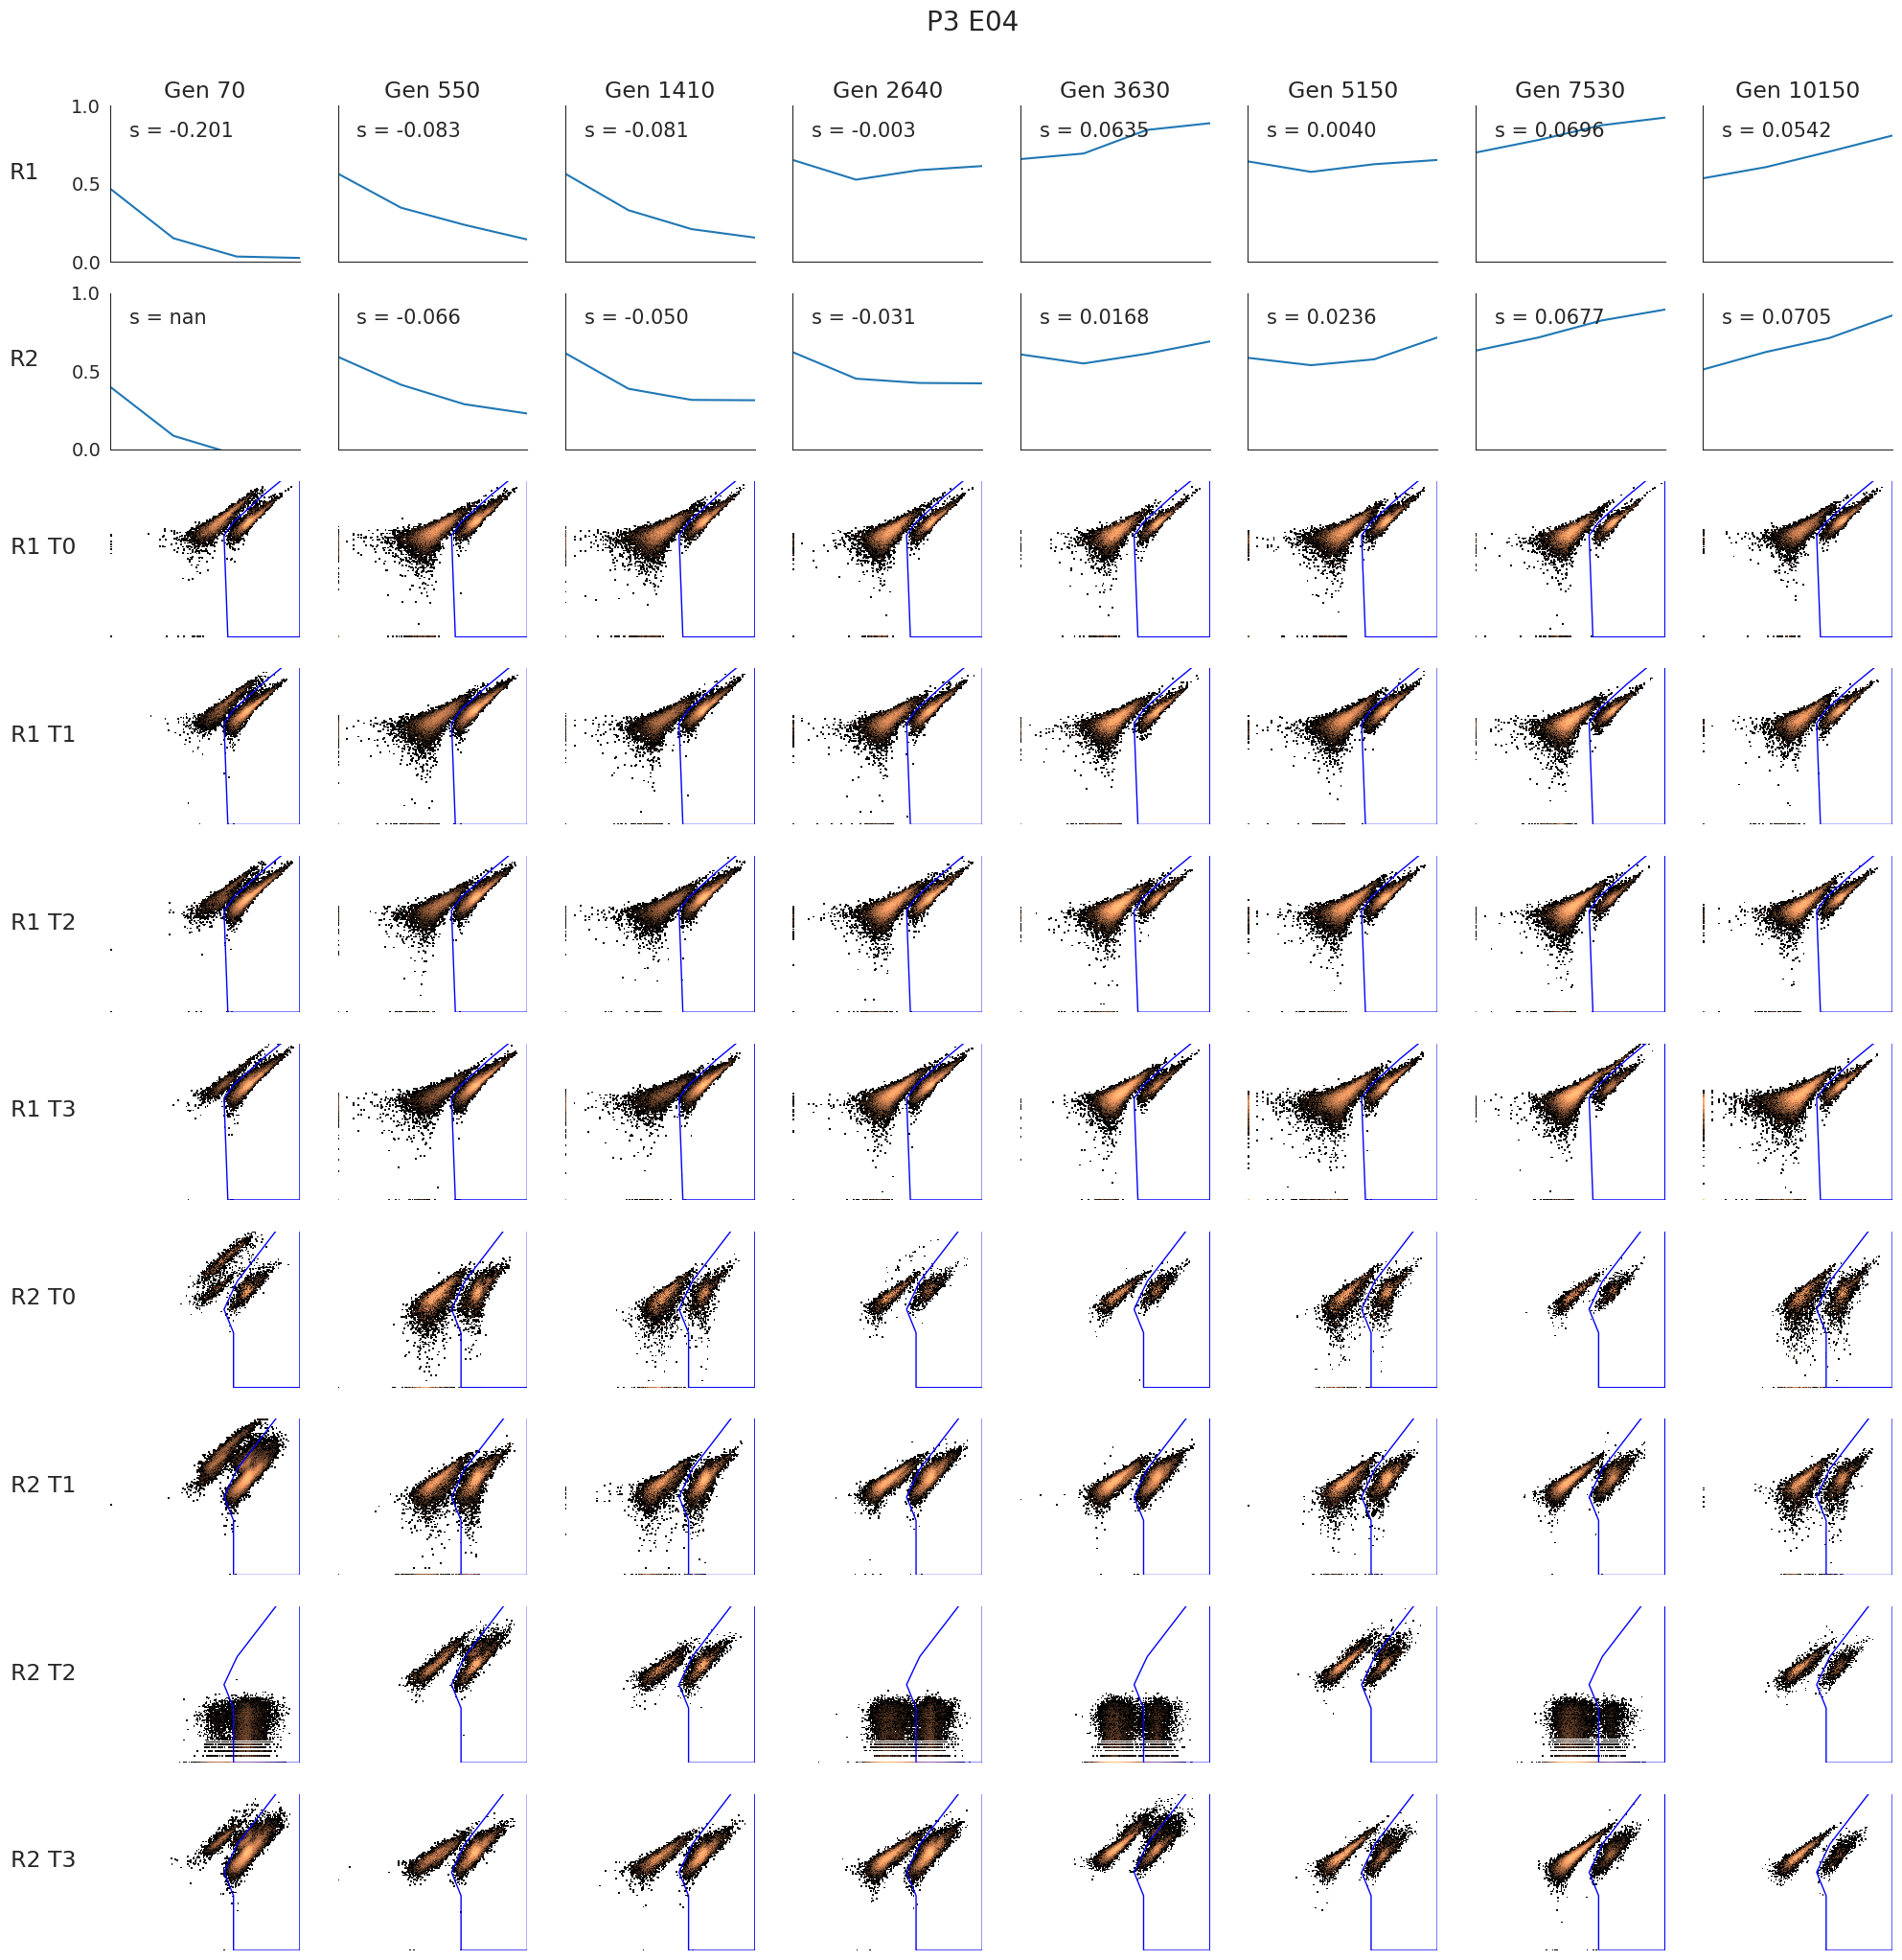 P3 E04
Gen 70 Gen 550 Gen 1410 Gen 2640 Gen 3630 Gen 5150 Gen 7530 Gen 10150
1.0
s = -0.201 s = -0.083 s = -0.081 s = -0.003 s = 0.0635 s = 0.0040 s = 0.0696 s = 0.0542
R1
0.5
0.0
1.0
s = nan s = -0.066 s = -0.050 s = -0.031 s = 0.0168 s = 0.0236 s = 0.0677 s = 0.0705
R2
0.5
0.0
R1 T0
R1 T1
R1 T2
R1 T3
R2 T0
R2 T1
R2 T2
R2 T3